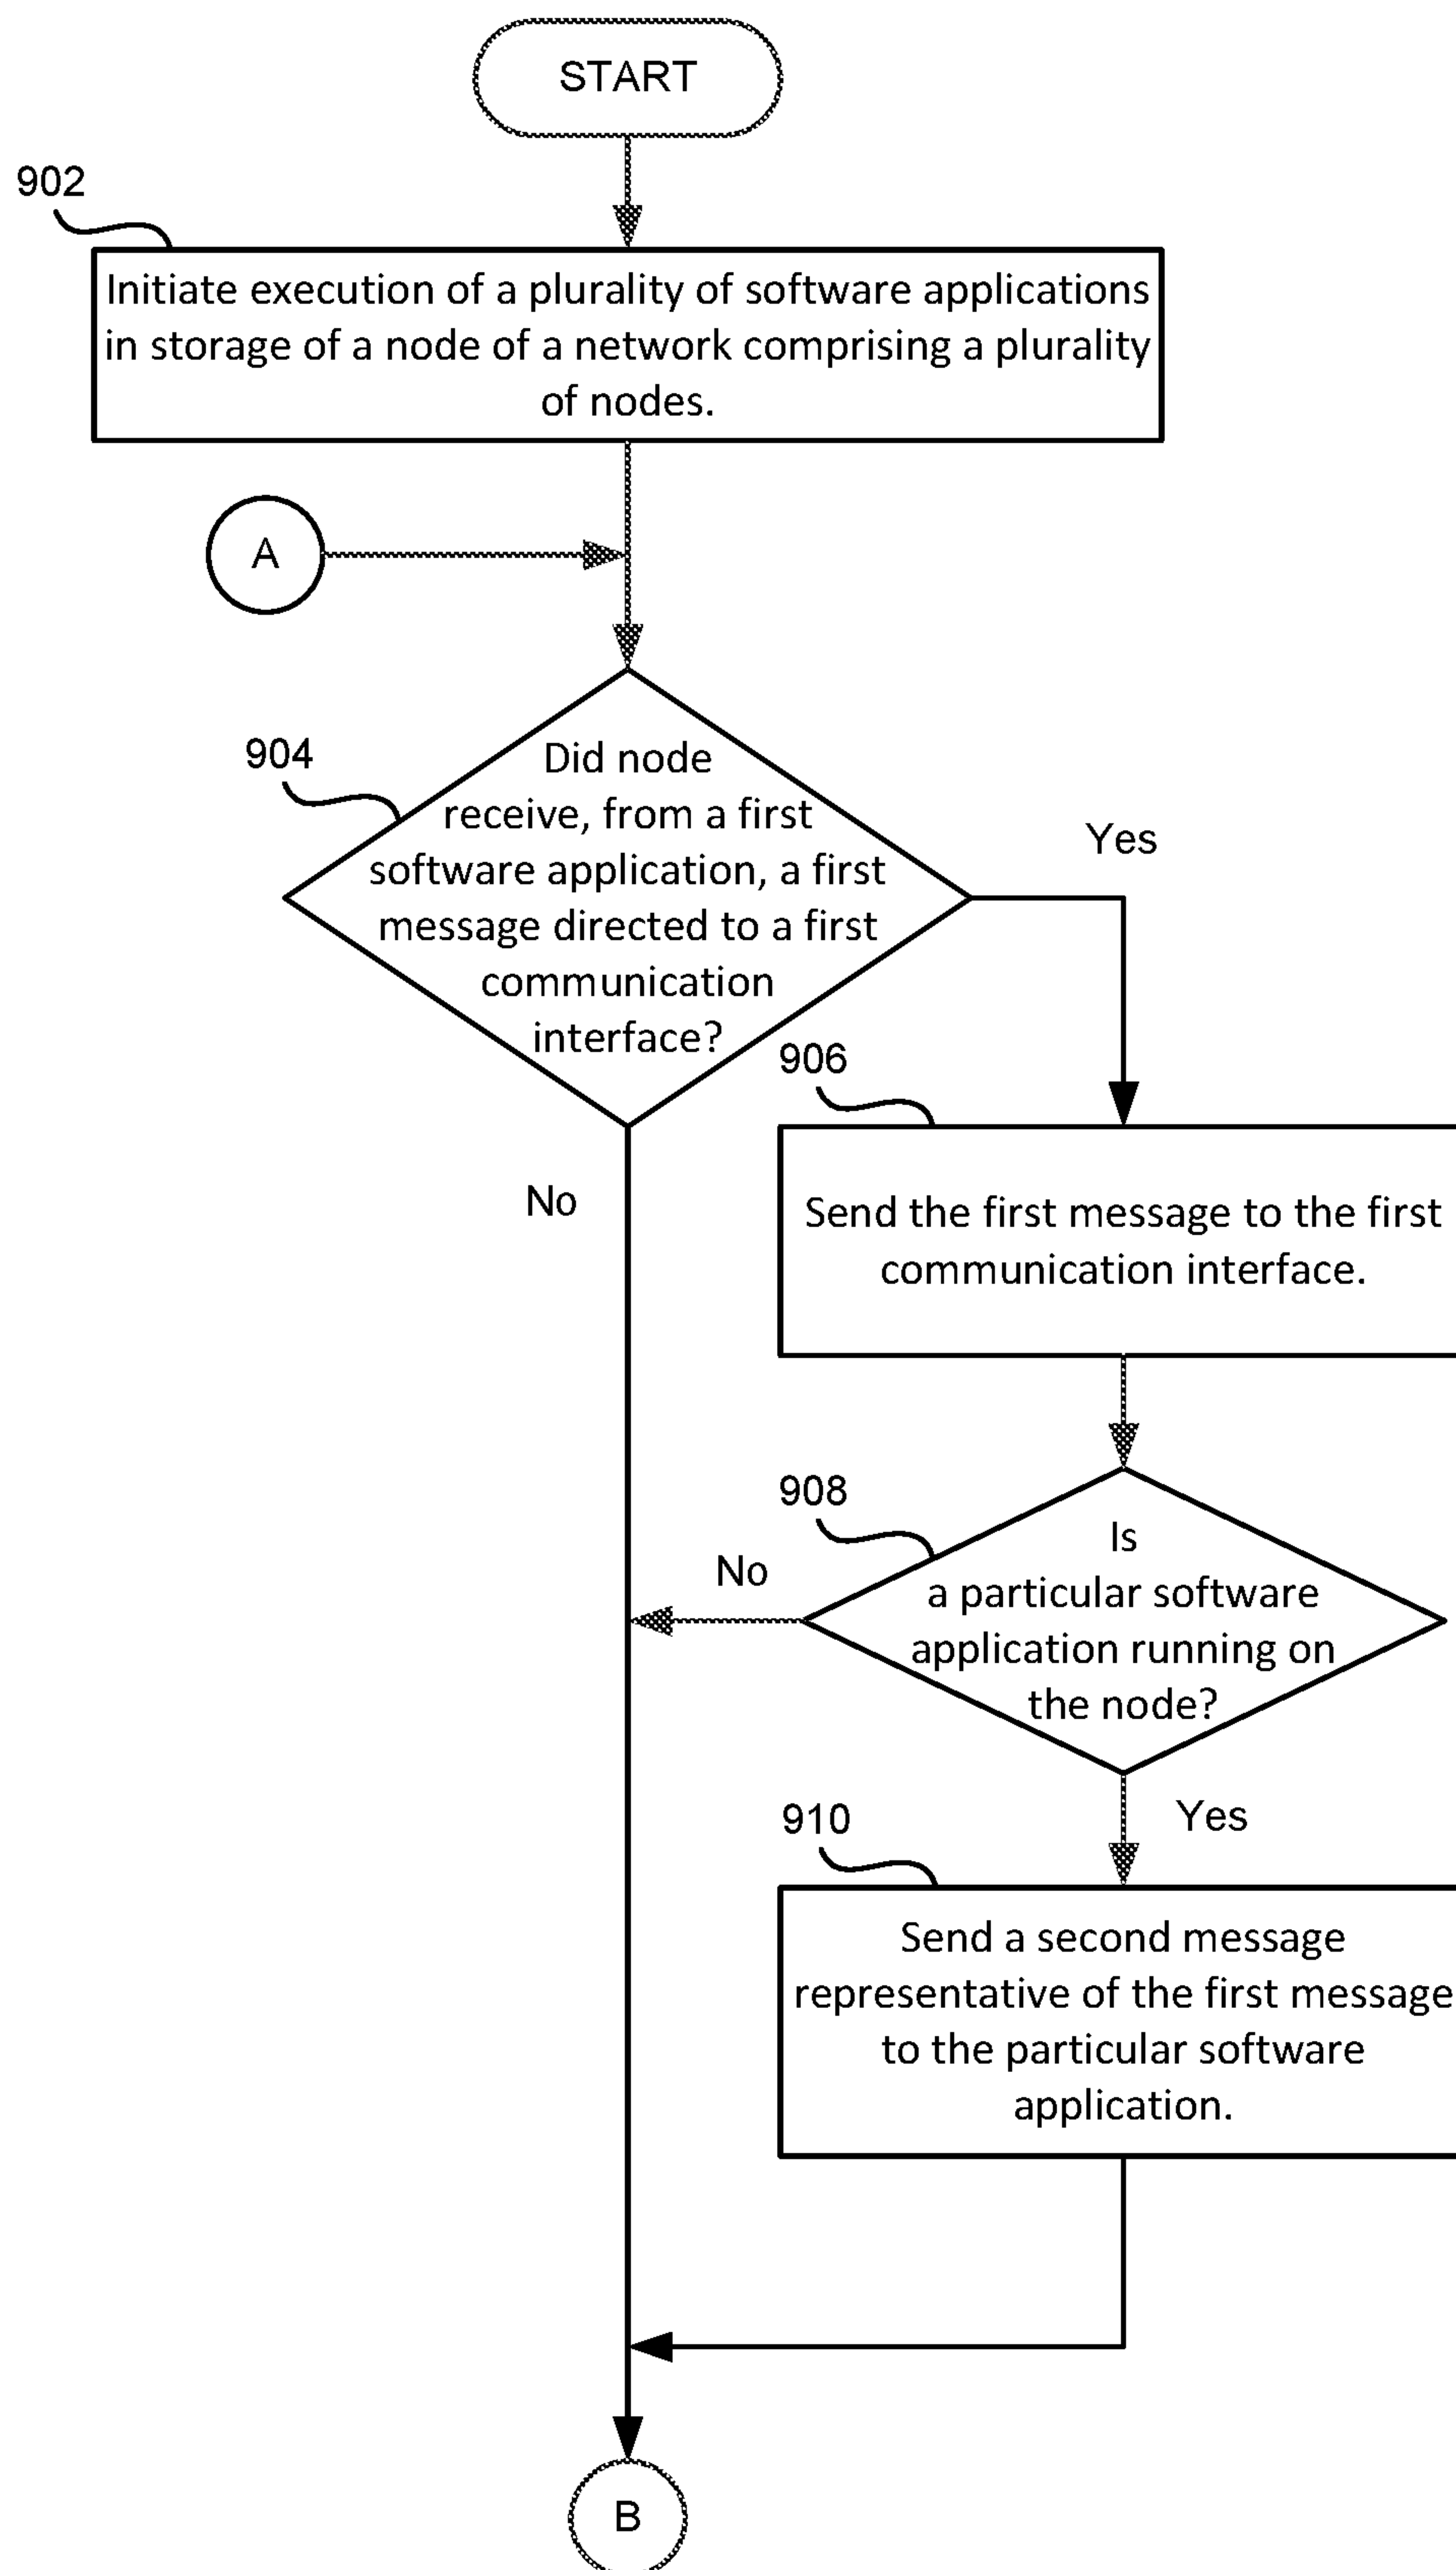 START
902
Initiate execution of a plurality of software applications
in storage of a node of a network comprising a plurality
of nodes.
A
904
Did node
receive, from a first
software application, a first
message directed to a first
communication
interface?
Yes
No
906
Send the first message to the first
communication interface.
908
Is
a particular software
application running on
the node?
No
Yes
910
Send a second message
representative of the first message
to the particular software
application.
B